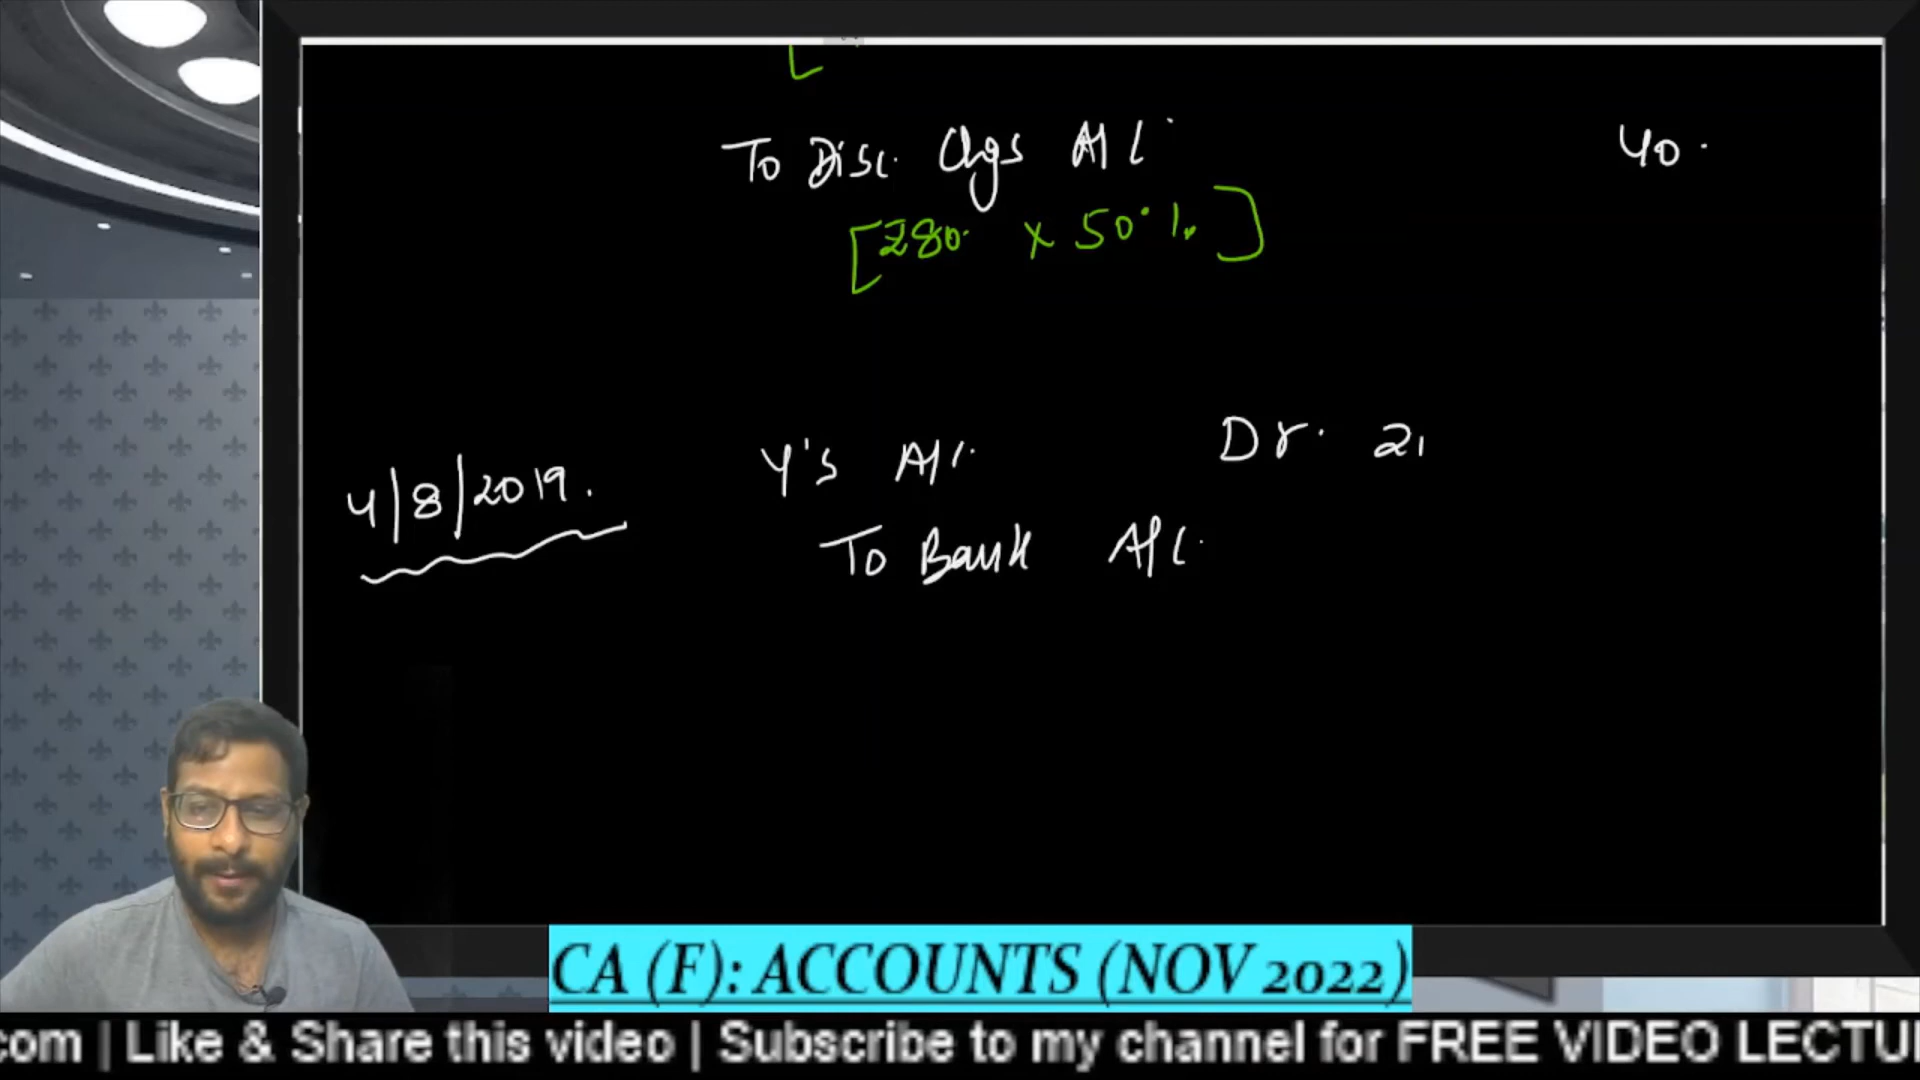 To Disc. Chgs A/c 40.
[₹80. x 50%]
4/8/2019. Y's A/c. Dr. 21
To Bank A/c.
CA (F): ACCOUNTS (NOV 2022)
com | Like & Share this video | Subscribe to my channel for FREE VIDEO LECTU